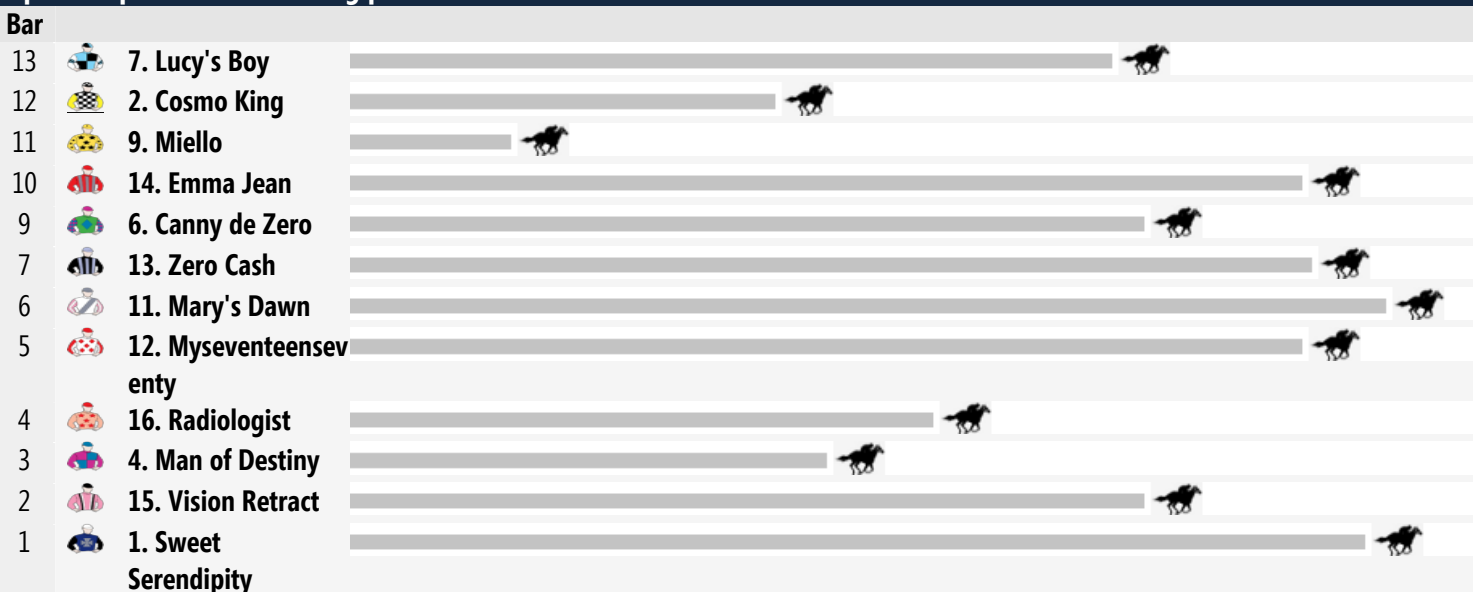 Bar
13 7. Lucy's Boy
12 2. Cosmo King
11 9. Miello
10 14. Emma Jean
9 6. Canny de Zero
7 13. Zero Cash
6 11. Mary's Dawn
5 12. Myseventeensev
enty
4 16. Radiologist
3 4. Man of Destiny
2 15. Vision Retract
1 1. Sweet
Serendipity